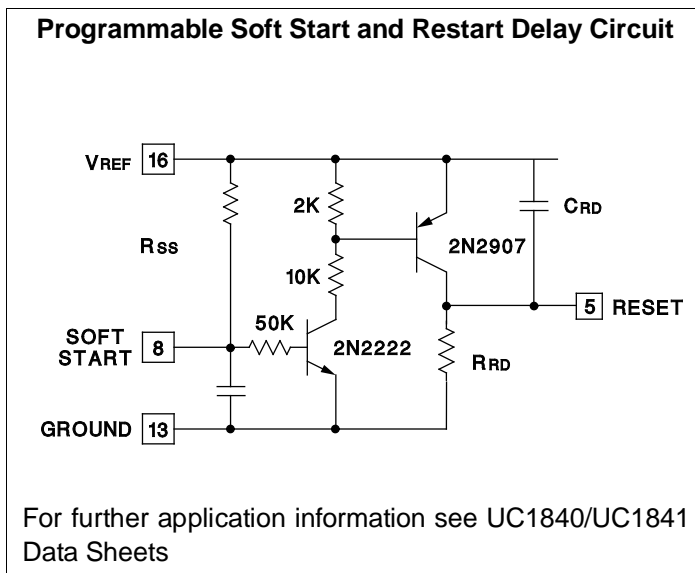 Programmable Soft Start and Restart Delay Circuit
VREF 16
2K
CRD
RSS
2N2907
10K
5 RESET
50K
SOFT
START 8
2N2222
RRD
GROUND 13
For further application information see UC1840/UC1841
Data Sheets